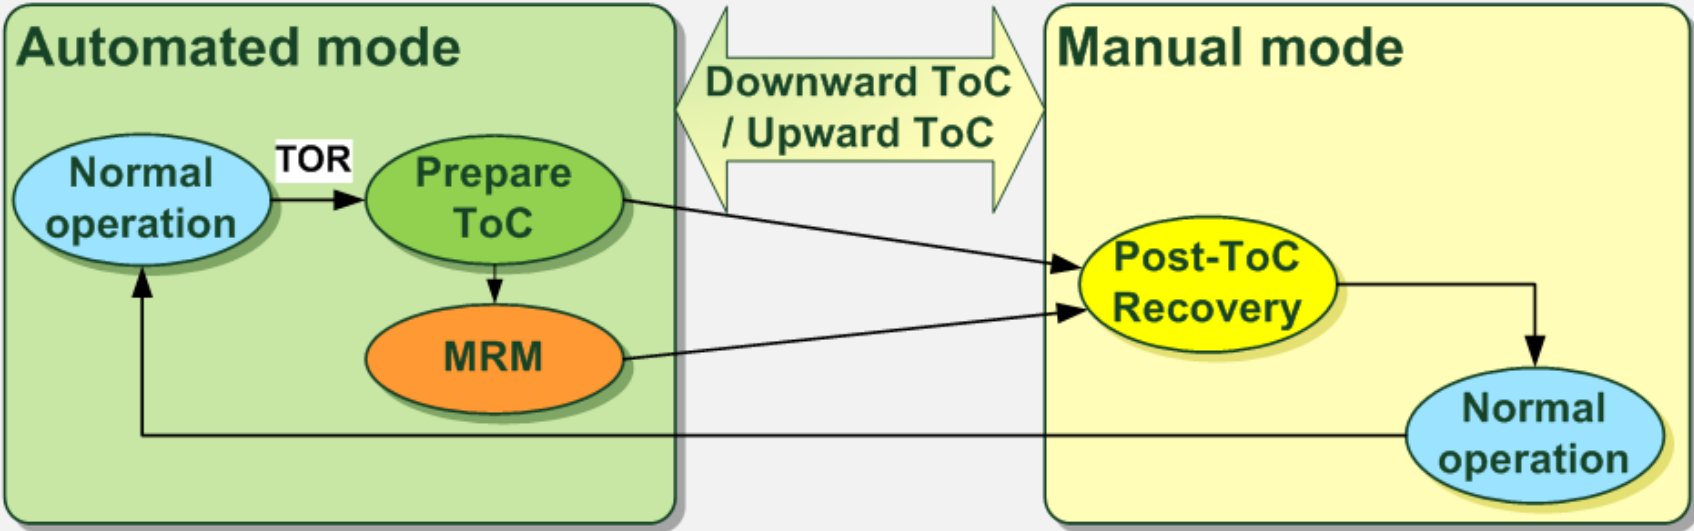 Automated mode
Downward ToC
/ Upward ToC
Manual mode
Normal
operation
TOR
Prepare
ToC
MRM
Post-ToC
Recovery
Normal
operation